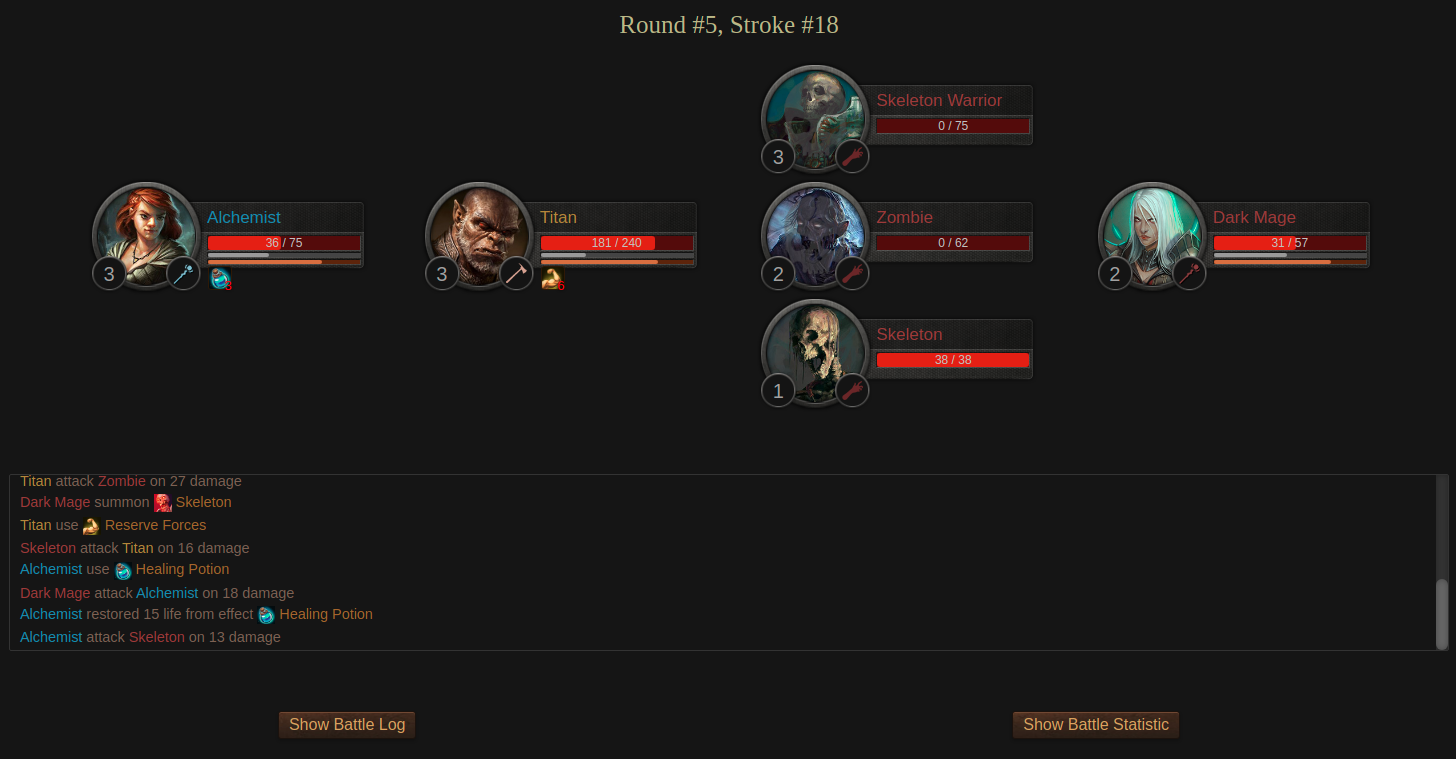 Round #5, Stroke #18
Skeleton Warrior
0 / 75
3
Alchemist
36 / 75
3
3
Titan
181 / 240
3
6
Zombie
0 / 62
2
Dark Mage
31 / 57
2
Skeleton
38 / 38
1
Titan attack Zombie on 27 damage
Dark Mage summon Skeleton
Titan use Reserve Forces
Skeleton attack Titan on 16 damage
Alchemist use Healing Potion
Dark Mage attack Alchemist on 18 damage
Alchemist restored 15 life from effect Healing Potion
Alchemist attack Skeleton on 13 damage
Show Battle Log
Show Battle Statistic